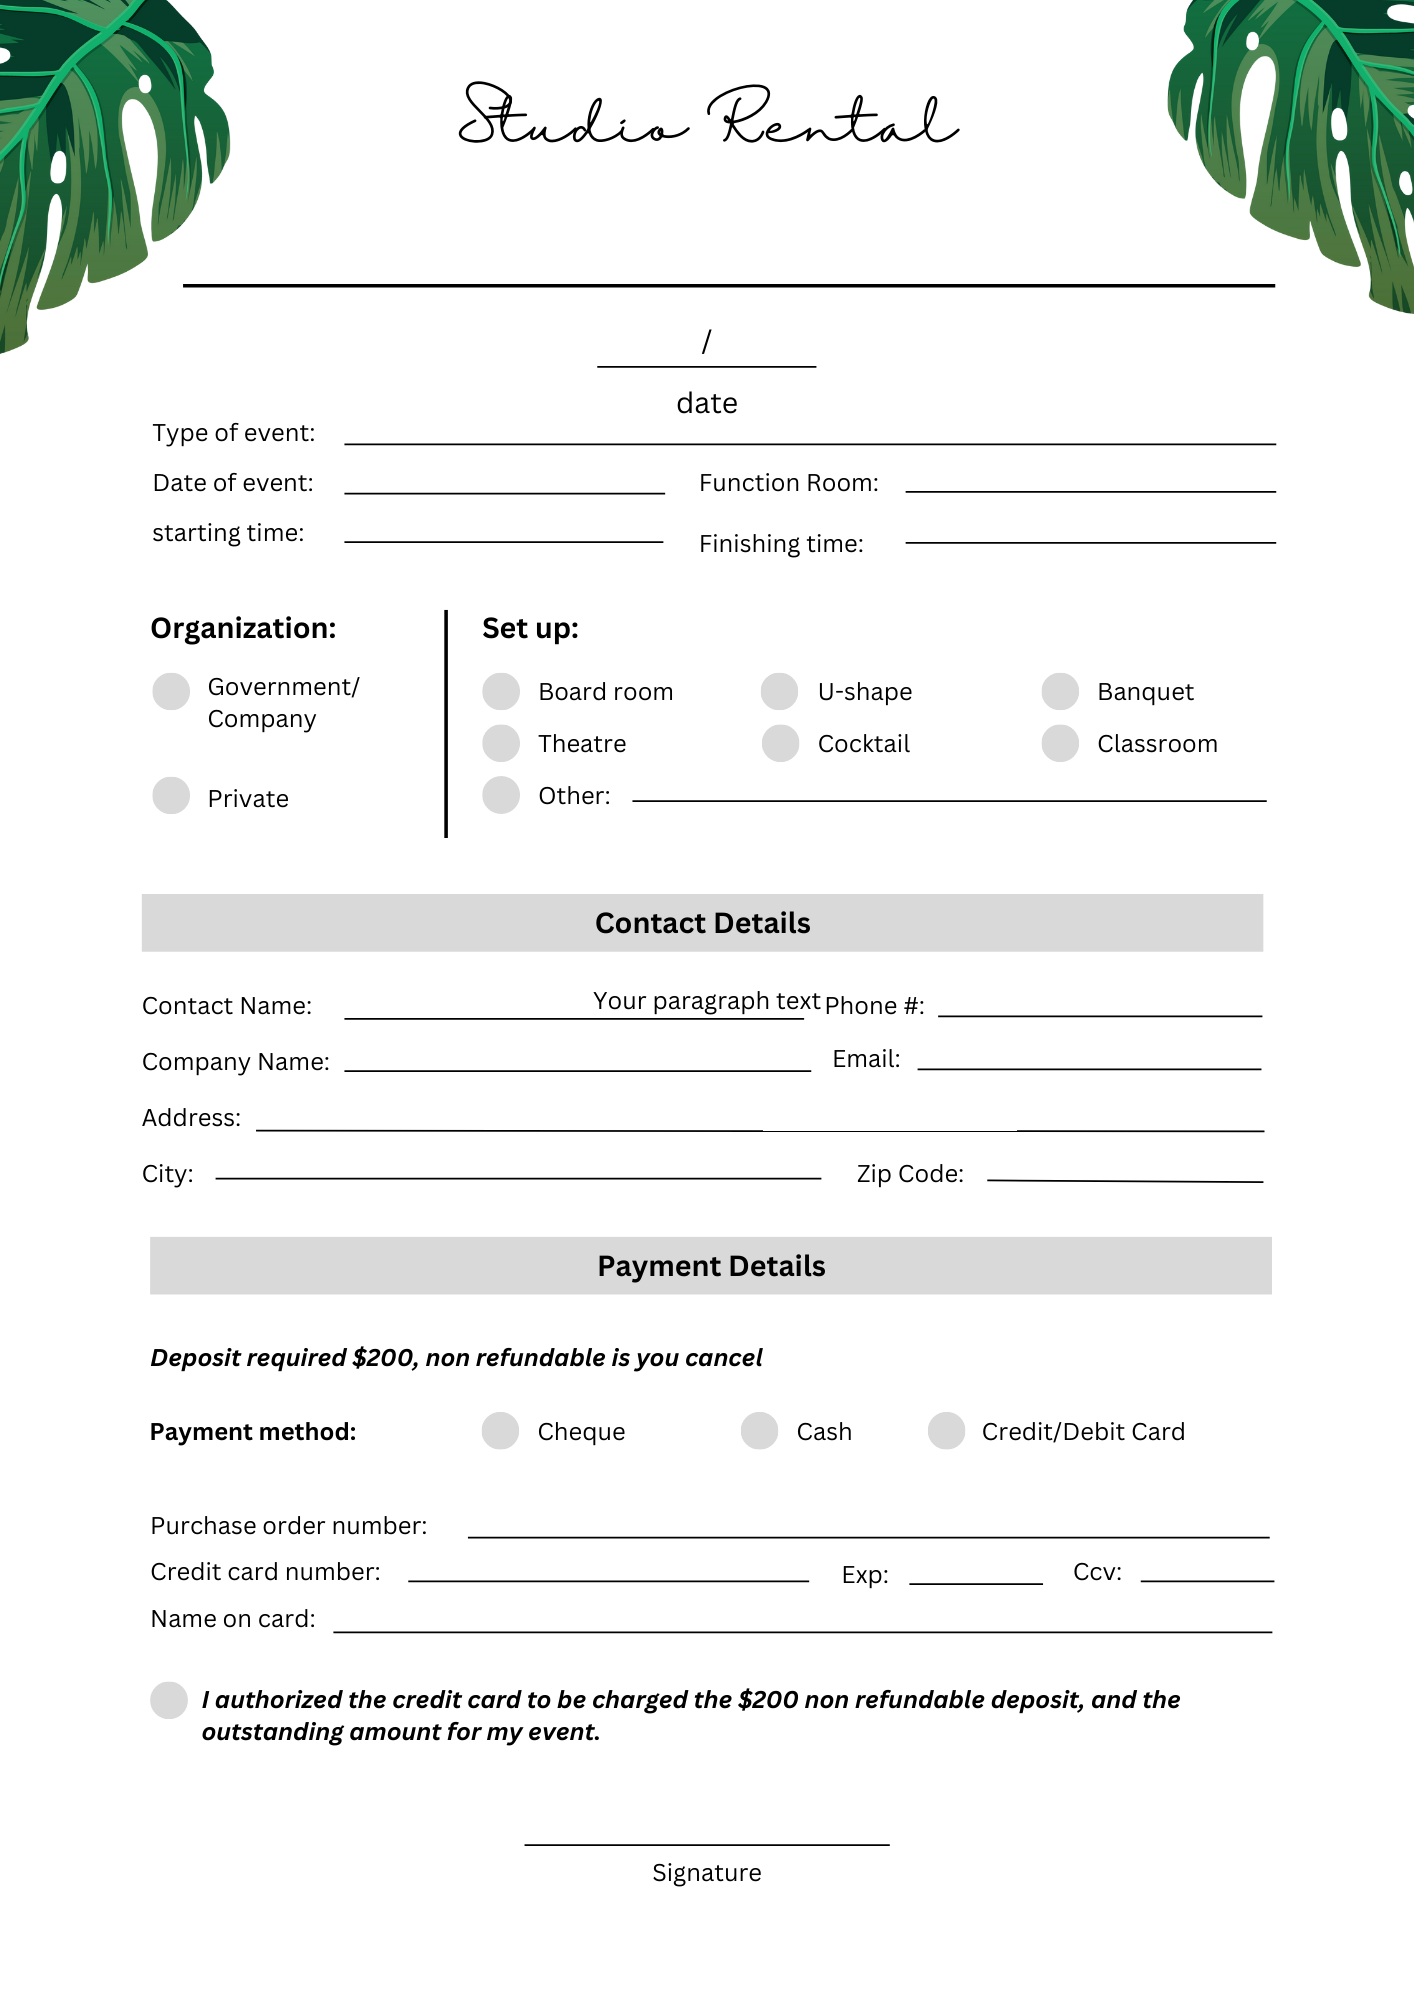 Studio Rental
/
date
Type of event:
Date of event: Function Room:
starting time: Finishing time:
Organization: Set up:
Government/
Company
Board room U-shape Banquet
Theatre Cocktail Classroom
Private
Other:
Contact Details
Contact Name: Your paragraph text Phone #:
Company Name: Email:
Address:
City: Zip Code:
Payment Details
Deposit required $200, non refundable is you cancel
Payment method: Cheque Cash Credit/Debit Card
Purchase order number:
Credit card number: Exp: Ccv:
Name on card:
I authorized the credit card to be charged the $200 non refundable deposit, and the
outstanding amount for my event.
Signature